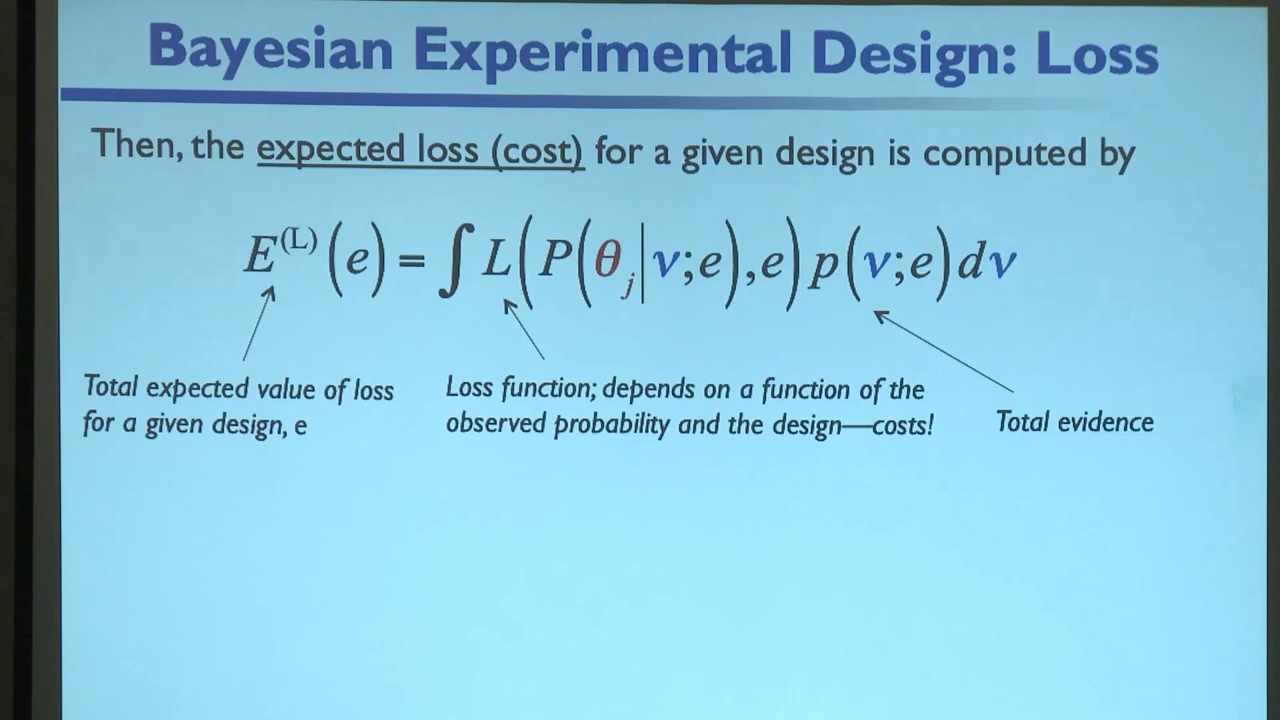 Bayesian Experimental Design: Loss
Then, the expected loss (cost) for a given design is computed by
E^(L)(e) = ∫ L(P(θ_j|ν;e),e) p(ν;e) dν
Total expected value of loss
for a given design, e
Loss function; depends on a function of the
observed probability and the design—costs!
Total evidence